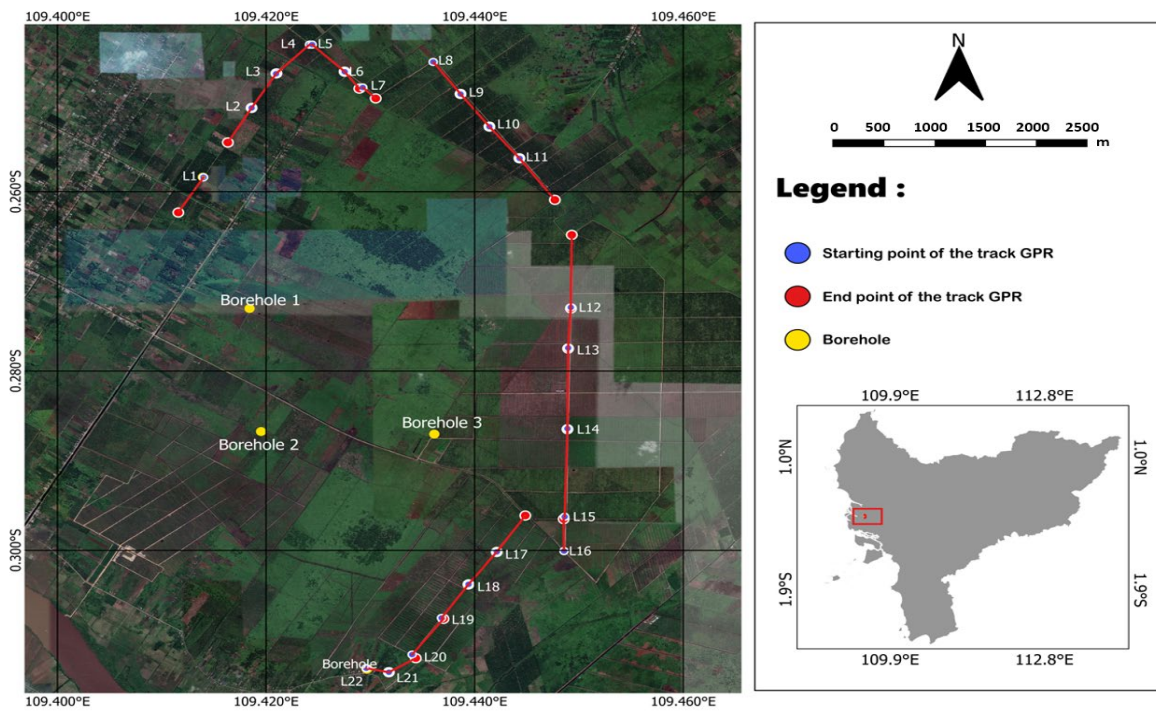 109.400°E 109.420°E 109.440°E 109.460°E
L4 L5
L3
L6
L7
L2
L8
L9
L10
L11
L1
0.260°S
Borehole 1
L12
L13
0.280°S
Borehole 2
Borehole 3
L14
L15
L16
0.300°S
L17
L18
L19
L20
Borehole
L22
L21
109.400°E 109.420°E 109.440°E 109.460°E
N
0 500 1000 1500 2000 2500
m
Legend :
Starting point of the track GPR
End point of the track GPR
Borehole
109.9°E 112.8°E
1.0°N 1.0°N
1.9°S 1.9°S
109.9°E 112.8°E